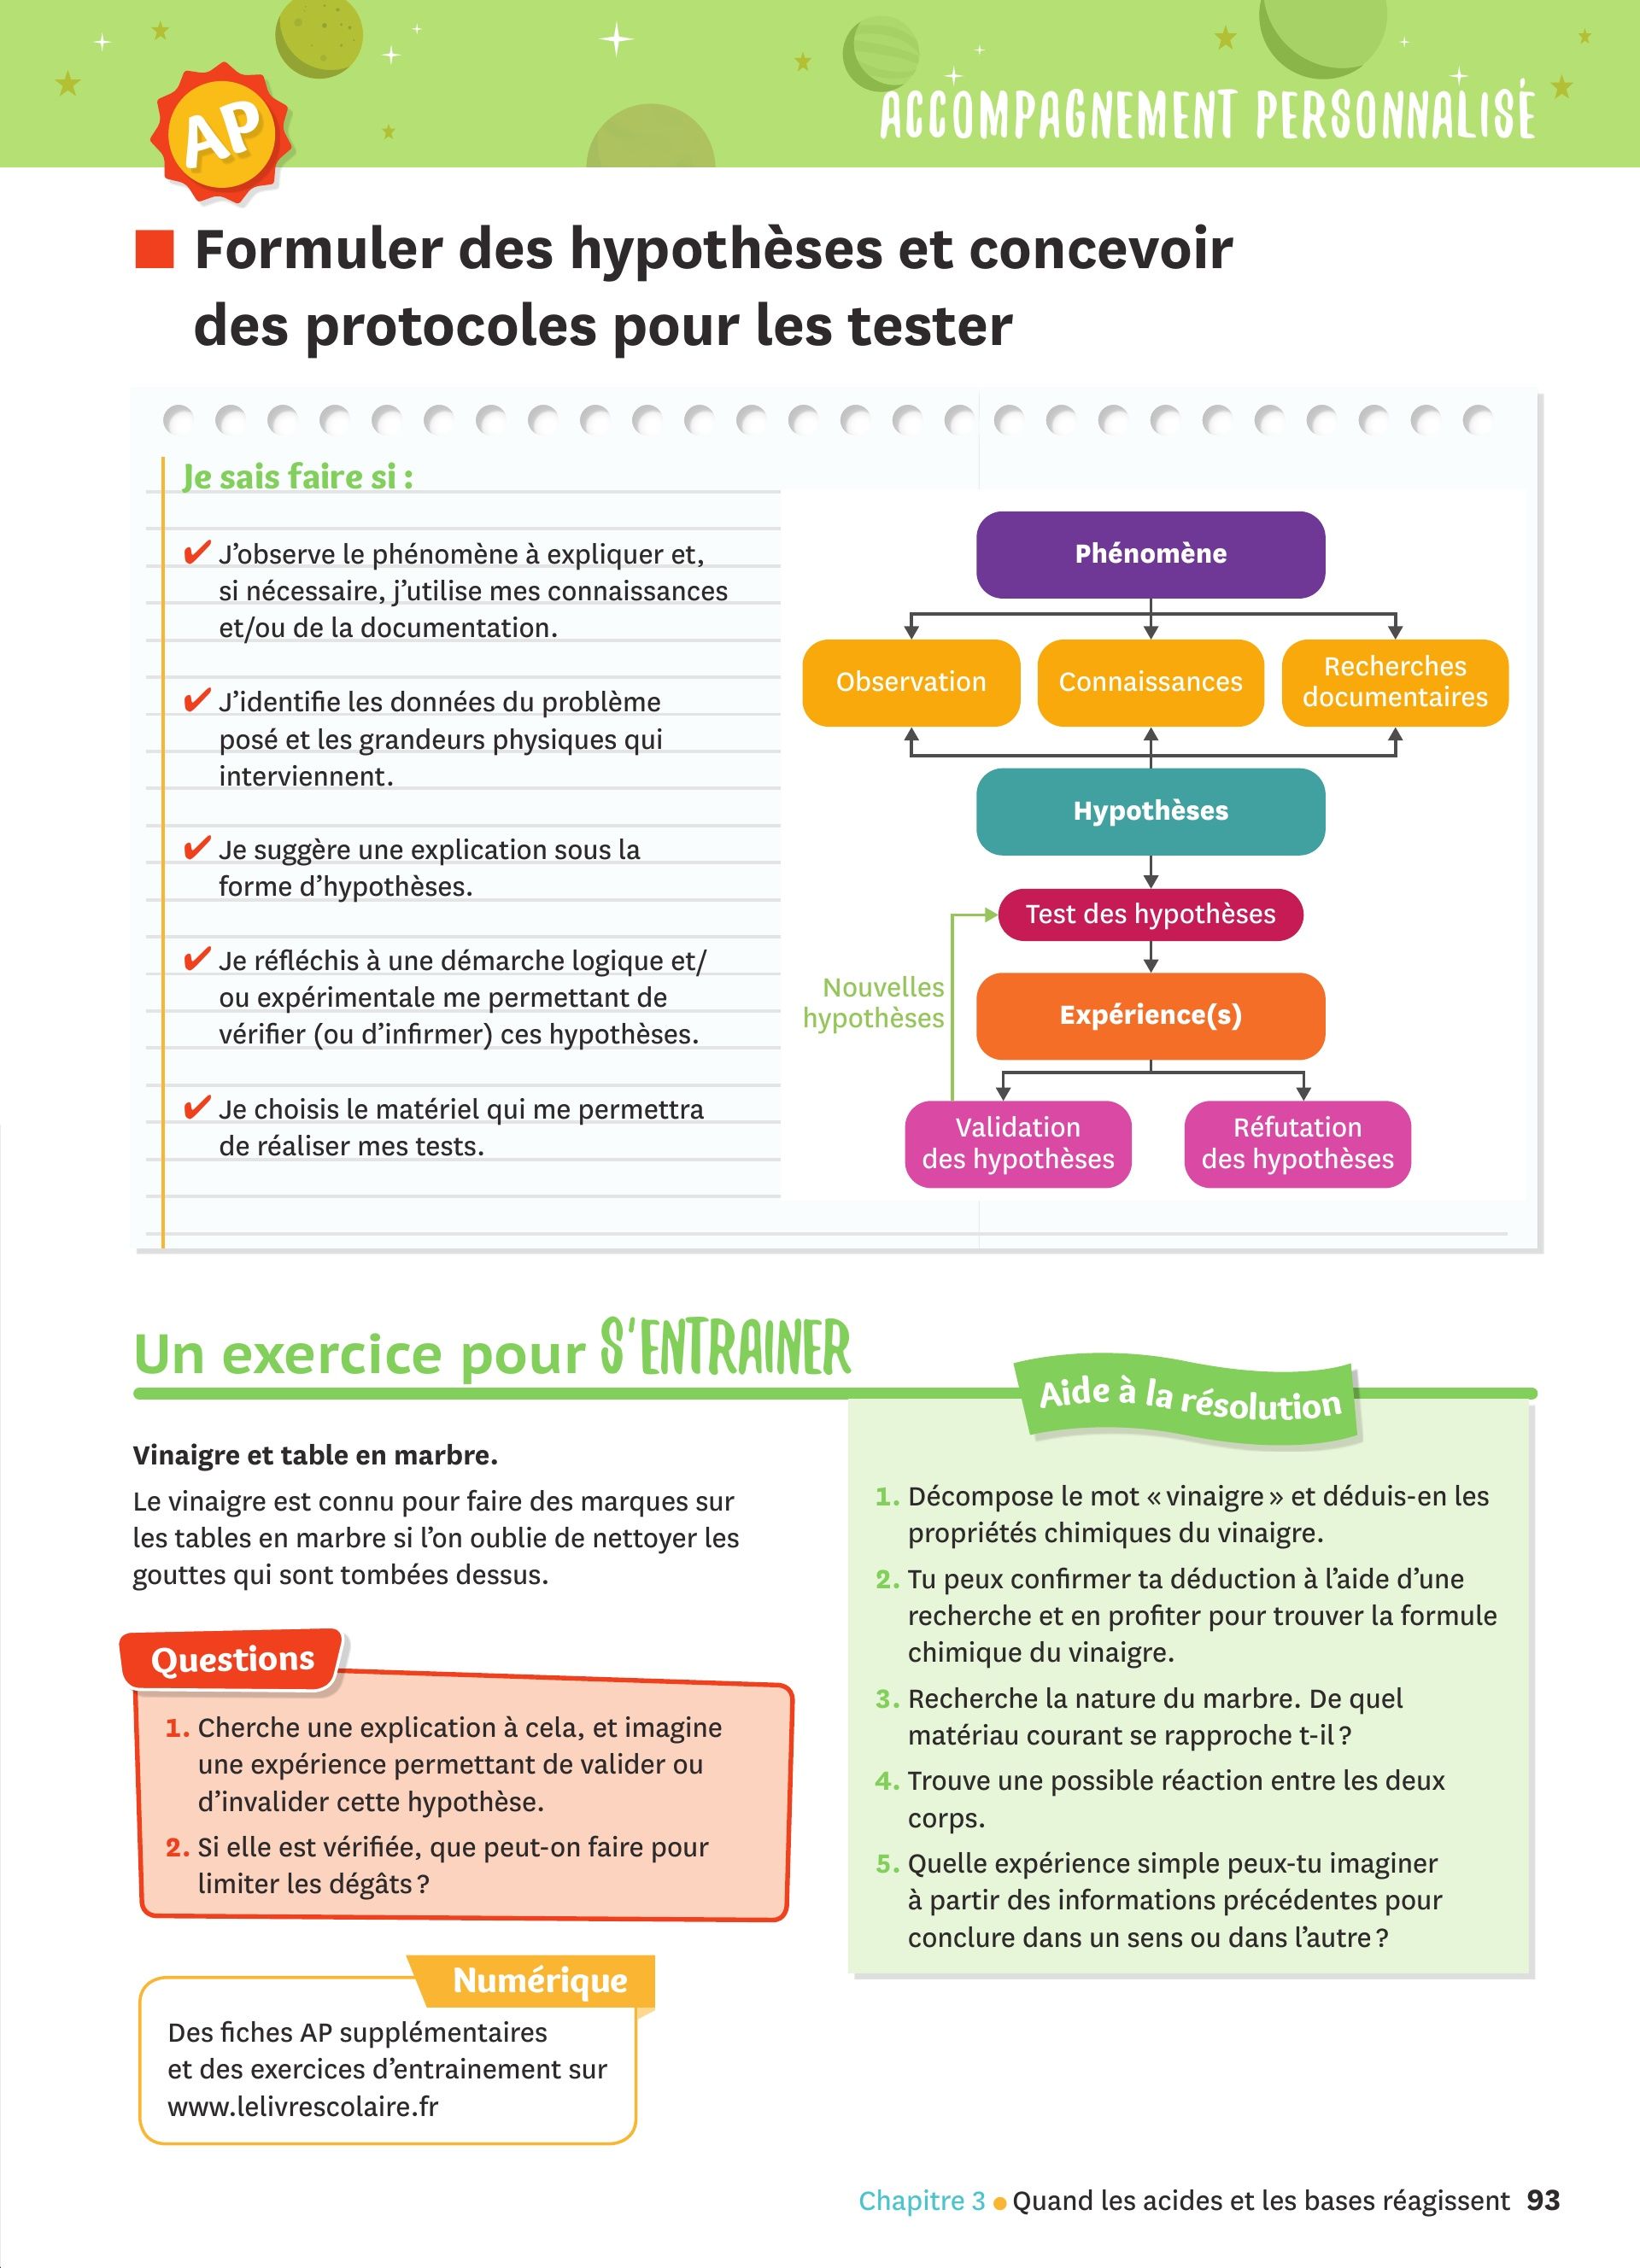 AP
ACCOMPAGNEMENT PERSONNALISÉ
Formuler des hypothèses et concevoir
des protocoles pour les tester
Je sais faire si :
✔ J’observe le phénomène à expliquer et,
si nécessaire, j’utilise mes connaissances
et/ou de la documentation.
✔ J’identifie les données du problème
posé et les grandeurs physiques qui
interviennent.
✔ Je suggère une explication sous la
forme d’hypothèses.
✔ Je réfléchis à une démarche logique et/
ou expérimentale me permettant de
vérifier (ou d’infirmer) ces hypothèses.
✔ Je choisis le matériel qui me permettra
de réaliser mes tests.
Phénomène
Observation
Connaissances
Recherches
documentaires
Hypothèses
Test des hypothèses
Nouvelles
hypothèses
Expérience(s)
Validation
des hypothèses
Réfutation
des hypothèses
Un exercice pour S'ENTRAINER
Vinaigre et table en marbre.
Le vinaigre est connu pour faire des marques sur
les tables en marbre si l’on oublie de nettoyer les
gouttes qui sont tombées dessus.
Questions
1. Cherche une explication à cela, et imagine
une expérience permettant de valider ou
d’invalider cette hypothèse.
2. Si elle est vérifiée, que peut-on faire pour
limiter les dégâts ?
Numérique
Des fiches AP supplémentaires
et des exercices d’entrainement sur
www.lelivrescolaire.fr
Aide à la résolution
1. Décompose le mot « vinaigre » et déduis-en les
propriétés chimiques du vinaigre.
2. Tu peux confirmer ta déduction à l’aide d’une
recherche et en profiter pour trouver la formule
chimique du vinaigre.
3. Recherche la nature du marbre. De quel
matériau courant se rapproche t-il ?
4. Trouve une possible réaction entre les deux
corps.
5. Quelle expérience simple peux-tu imaginer
à partir des informations précédentes pour
conclure dans un sens ou dans l’autre ?
Chapitre 3 • Quand les acides et les bases réagissent 93